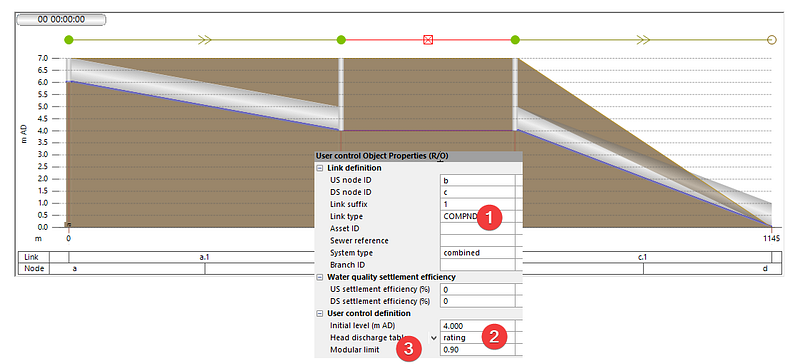 00 00:00:00
7.0
6.5
6.0
5.5
5.0
4.5
4.0
3.5
3.0
2.5
2.0
1.5
1.0
0.5
0.0
m AD
m 0 1145
Link a.1 c.1
Node a d
User control Object Properties (R/O)
Link definition
US node ID b
DS node ID c
Link suffix 1
Link type COMPND 1
Asset ID
Sewer reference
System type combined
Branch ID
Water quality settlement efficiency
US settlement efficiency (%) 0
DS settlement efficiency (%) 0
User control definition
Initial level (m AD) 4.000
Head discharge table rating 2
Modular limit 3 0.90